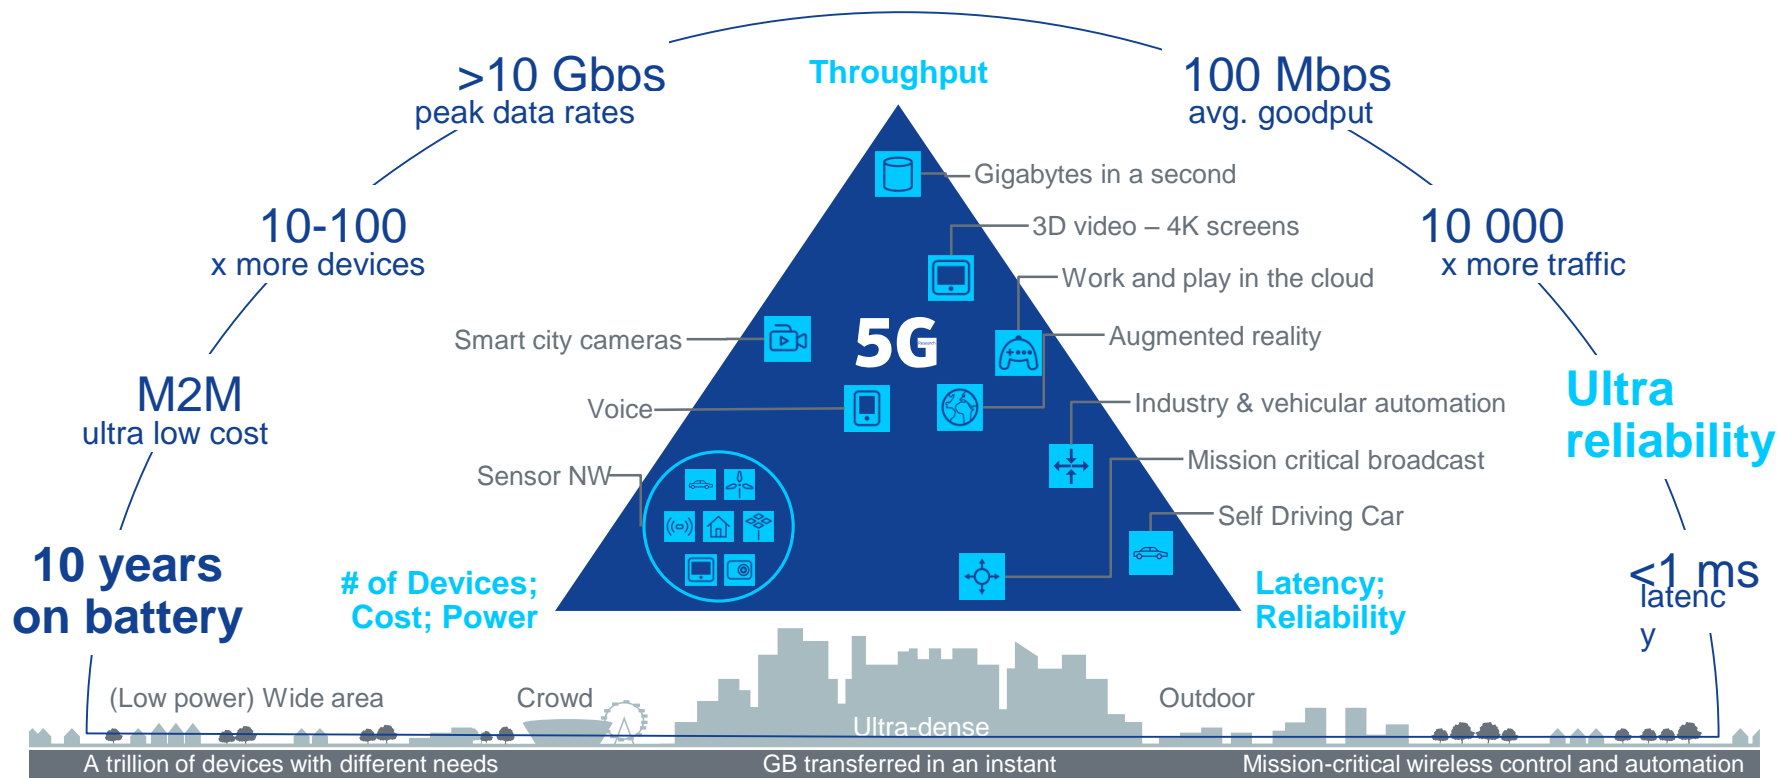 >10 Gbps
peak data rates
Throughput
100 Mbps
avg. goodput
Gigabytes in a second
10-100
x more devices
3D video – 4K screens
10 000
x more traffic
Work and play in the cloud
Smart city cameras
5G
Research
Augmented reality
M2M
ultra low cost
Voice
Industry & vehicular automation
Ultra
reliability
Sensor NW
Mission critical broadcast
Self Driving Car
10 years
on battery
# of Devices;
Cost; Power
Latency;
Reliability
<1 ms
latenc
y
(Low power) Wide area
Crowd
Ultra-dense
Outdoor
A trillion of devices with different needs
GB transferred in an instant
Mission-critical wireless control and automation